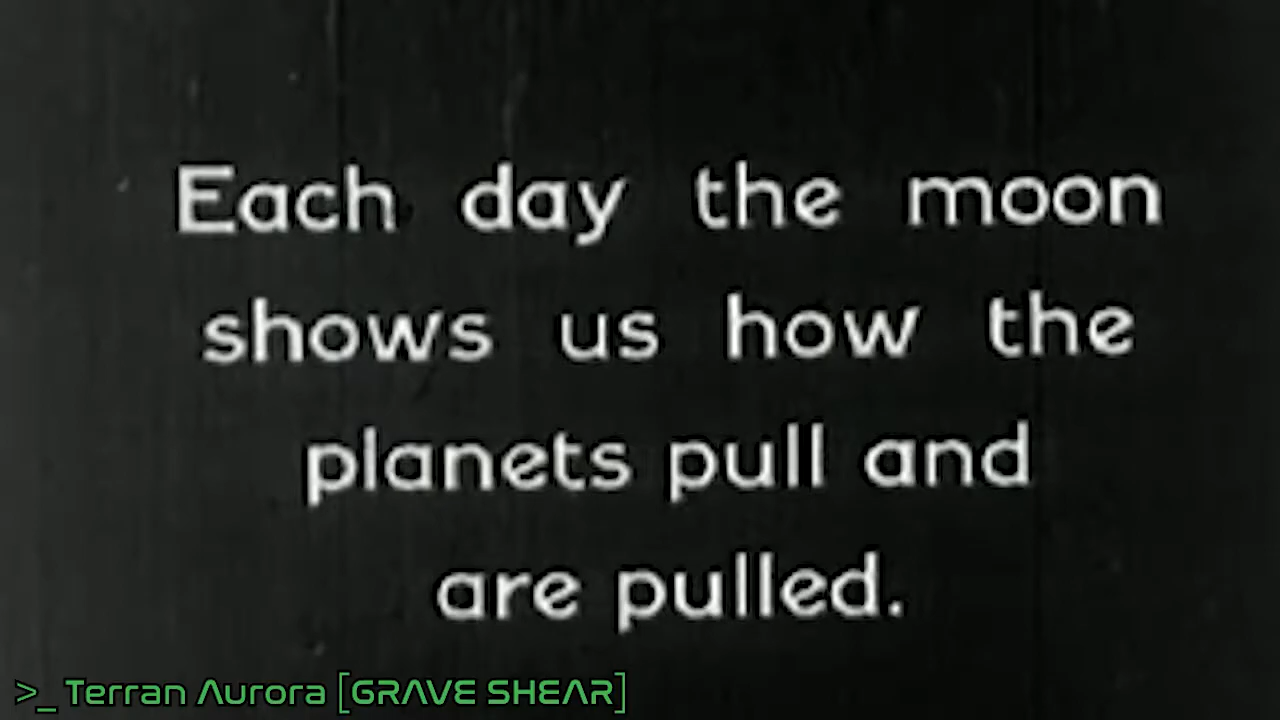 Each day the moon
shows us how the
planets pull and
are pulled.
>_ Terran Aurora [GRAVE SHEAR]